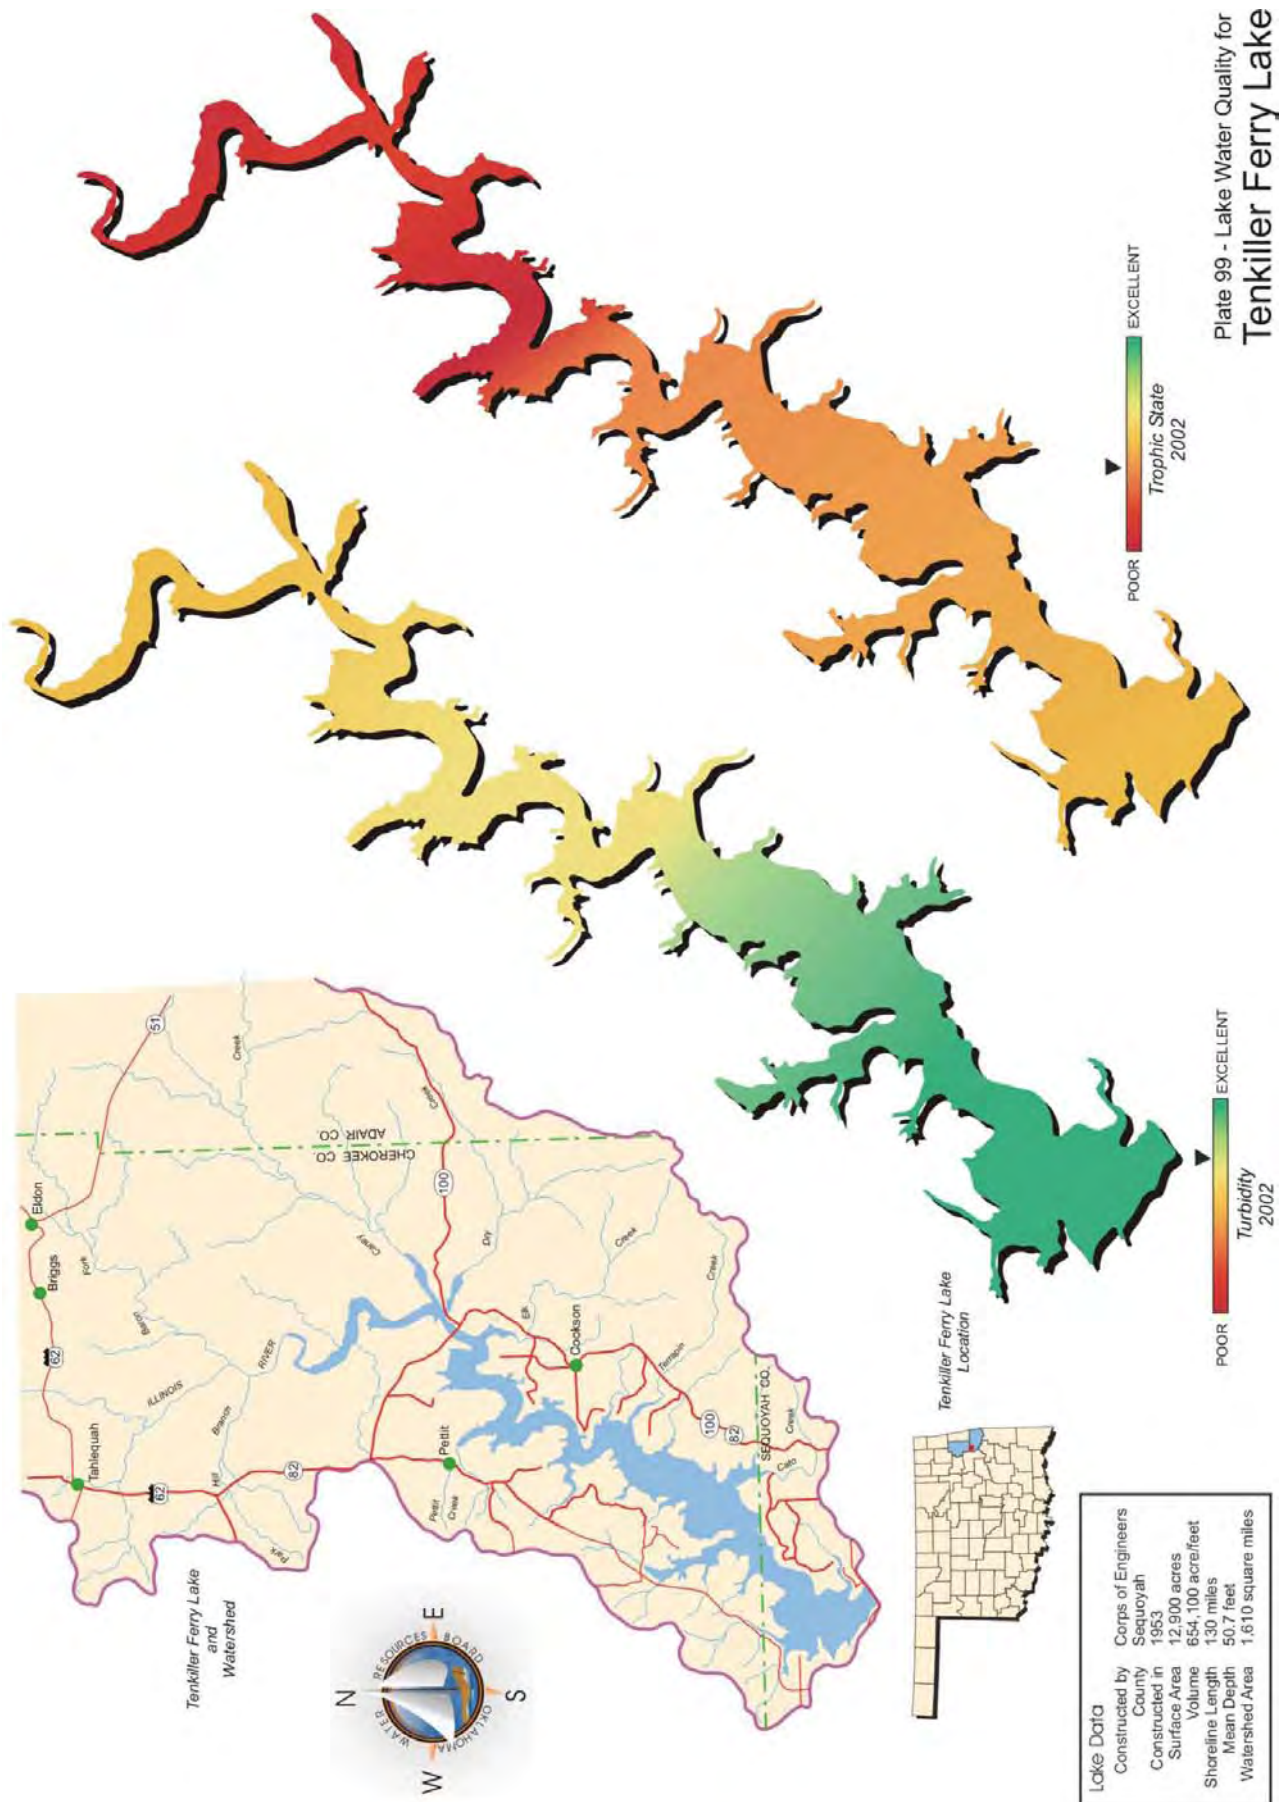 Plate 99 - Lake Water Quality for
Tenkiller Ferry Lake
Tenkiller Ferry Lake
and
Watershed
N
W
E
S
OKLAHOMA WATER RESOURCES BOARD
Tahlequah
Briggs
Eldon
62
62
51
82
100
100
82
ILLINOIS
RIVER
Baron
Fork
Creek
Caney
Creek
CHEROKEE CO.
ADAIR CO.
Park
Hill
Branch
Pettit
Pettit
Creek
Dry
Creek
Elk
Cookson
Terrapin
Creek
SEQUOYAH CO.
Cato
Creek
POOR
EXCELLENT
Turbidity
2002
POOR
EXCELLENT
Trophic State
2002
Tenkiller Ferry Lake
Location
Lake Data
Constructed by Corps of Engineers
County Sequoyah
Constructed in 1953
Surface Area 12,900 acres
Volume 654,100 acre/feet
Shoreline Length 130 miles
Mean Depth 50.7 feet
Watershed Area 1,610 square miles